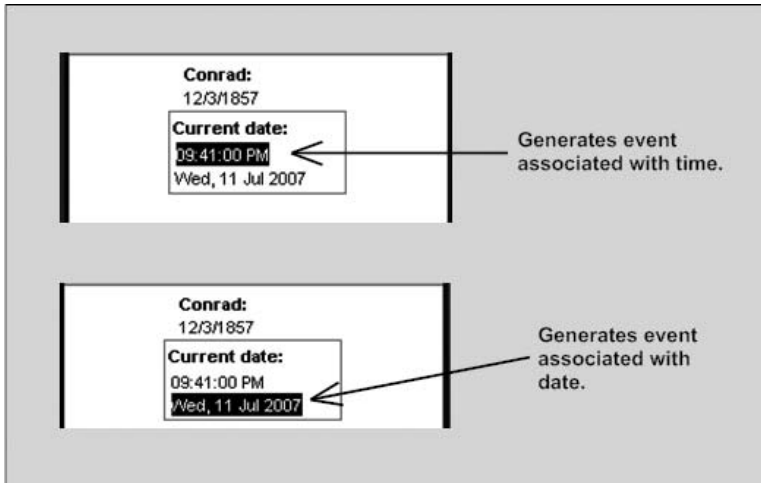 Conrad:
12/3/1857
Current date:
09:41:00 PM
Wed, 11 Jul 2007
Generates event
associated with time.
Conrad:
12/3/1857
Current date:
09:41:00 PM
Wed, 11 Jul 2007
Generates event
associated with
date.